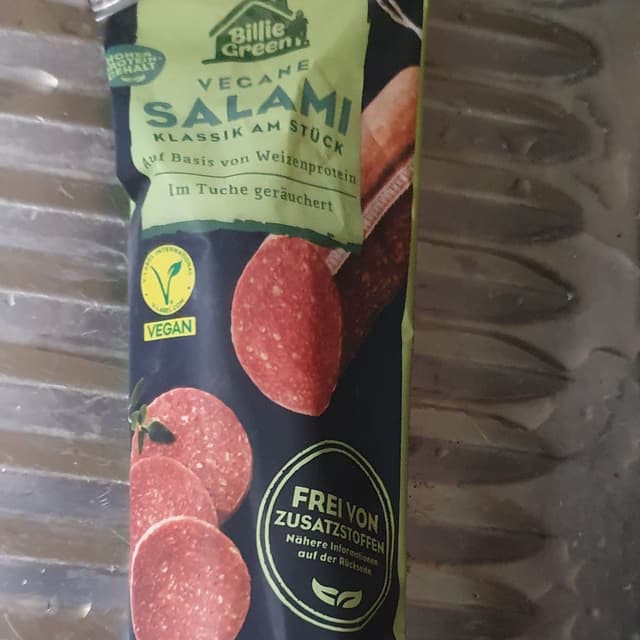 Billie
Green
VEGANE
SALAMI
KLASSIK AM STÜCK
Auf Basis von Weizenprotein
Im Tuche geräuchert
VEGAN
FREI VON
ZUSATZSTOFFEN
Nähere Informationen
auf der Rückseite